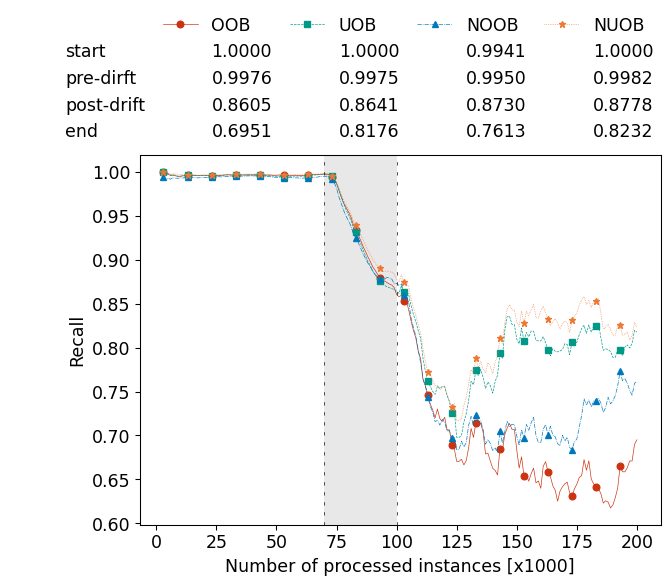 OOB UOB NOOB NUOB
start 1.0000 1.0000 0.9941 1.0000
pre-dirft 0.9976 0.9975 0.9950 0.9982
post-drift 0.8605 0.8641 0.8730 0.8778
end 0.6951 0.8176 0.7613 0.8232
1.00
0.95
0.90
0.85
0.80
0.75
0.70
0.65
0.60
Recall
0 25 50 75 100 125 150 175 200
Number of processed instances [x1000]